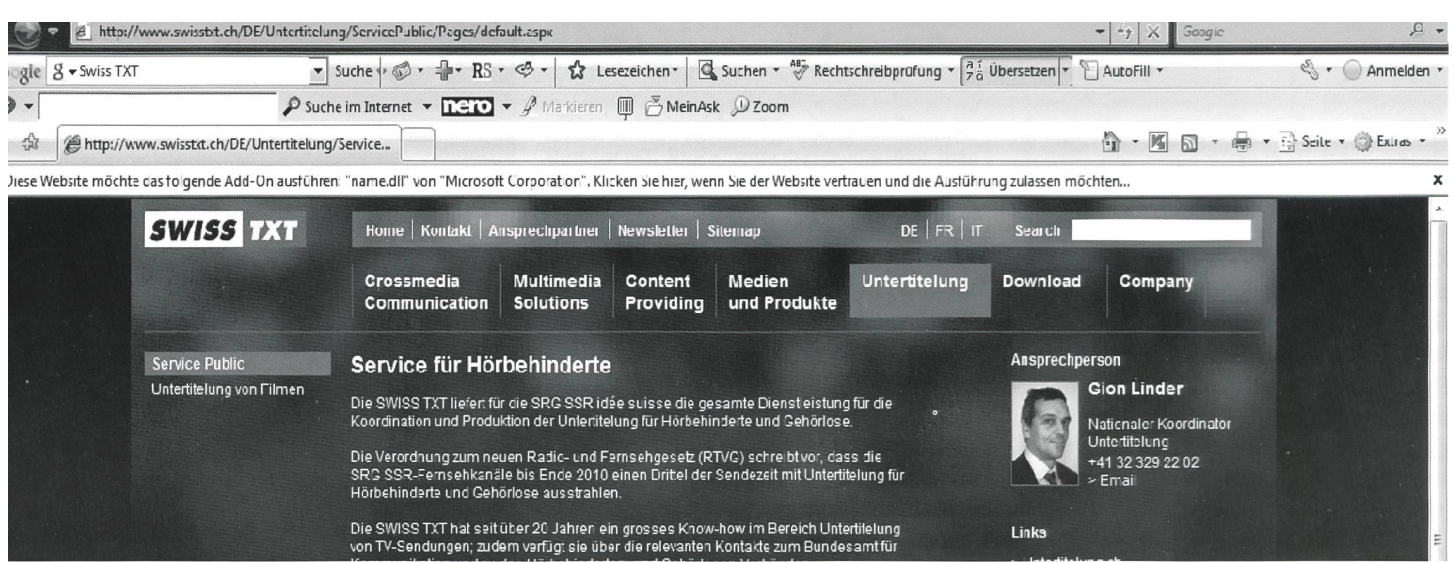 http://www.swisstxt.ch/DE/Untertitelung/ServicePublic/Pages/default.aspx Google
ogle Swiss TXT Suche RS Lesezeichen Suchen Rechtschreibprüfung Übersetzen AutoFill Anmelden
Suche im Internet nero Markieren MeinAsk Zoom
http://www.swisstxt.ch/DE/Untertitelung/Service... Seite Extras
Diese Website möchte das folgende Add-On ausführen: "name.dll" von "Microsoft Corporation". Klicken Sie hier, wenn Sie der Website vertrauen und die Ausführung zulassen möchten... x
SWISS TXT Home | Kontakt | Ansprechpartner | Newsletter | Sitemap DE | FR | IT Search
Crossmedia Communication
Multimedia Solutions
Content Providing
Medien und Produkte
Untertitelung
Download
Company
Service Public
Untertitelung von Filmen
Service für Hörbehinderte
Die SWISS TXT liefert für die SRG SSR idée suisse die gesamte Dienstleistung für die
Koordination und Produktion der Untertitelung für Hörbehinderte und Gehörlose.
Die Verordnung zum neuen Radio- und Fernsehgesetz (RTVG) schreibt vor, dass die
SRG SSR-Fernsehkanäle bis Ende 2010 einen Drittel der Sendezeit mit Untertitelung für
Hörbehinderte und Gehörlose ausstrahlen.
Die SWISS TXT hat seit über 20 Jahren ein grosses Know-how im Bereich Untertitelung
von TV-Sendungen; zudem verfügt sie über die relevanten Kontakte zum Bundesamt für
Ansprechperson
Gion Linder
Nationaler Koordinator
Untertitelung
+41 32 329 22 02
> Email
Links